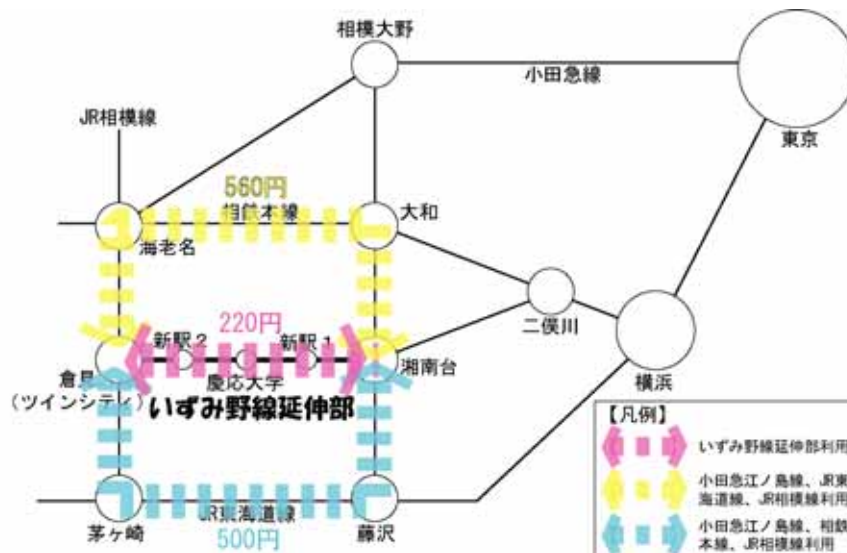 相模大野
小田急線
東京
JR相模線
560円
相鉄本線
大和
海老名
二俣川
220円
新駅2
新駅1
倉見
(ツインシティ)
慶応大学
湘南台
横浜
いずみ野線延伸部
JR東海道線
500円
茅ヶ崎
藤沢
【凡例】
いずみ野線延伸部利用
小田急江ノ島線、JR東
海道線、JR相模線利用
小田急江ノ島線、相鉄
本線、JR相模線利用